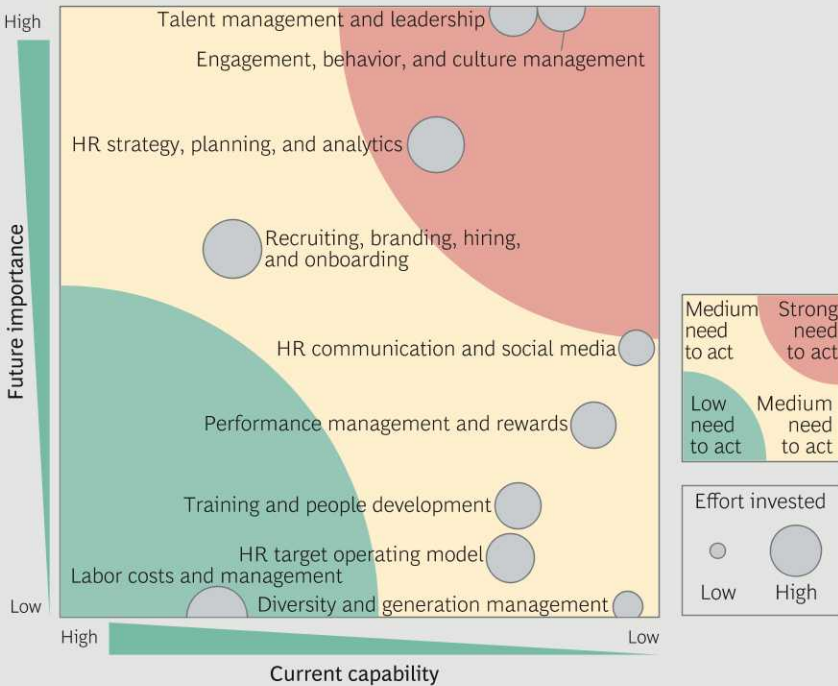 High
Talent management and leadership
Engagement, behavior, and culture management
HR strategy, planning, and analytics
Recruiting, branding, hiring,
and onboarding
Future importance
HR communication and social media
Performance management and rewards
Training and people development
HR target operating model
Labor costs and management
Diversity and generation management
Low
High
Low
Current capability
Medium
need
to act
Strong
need
to act
Low
need
to act
Medium
need
to act
Effort invested
Low
High